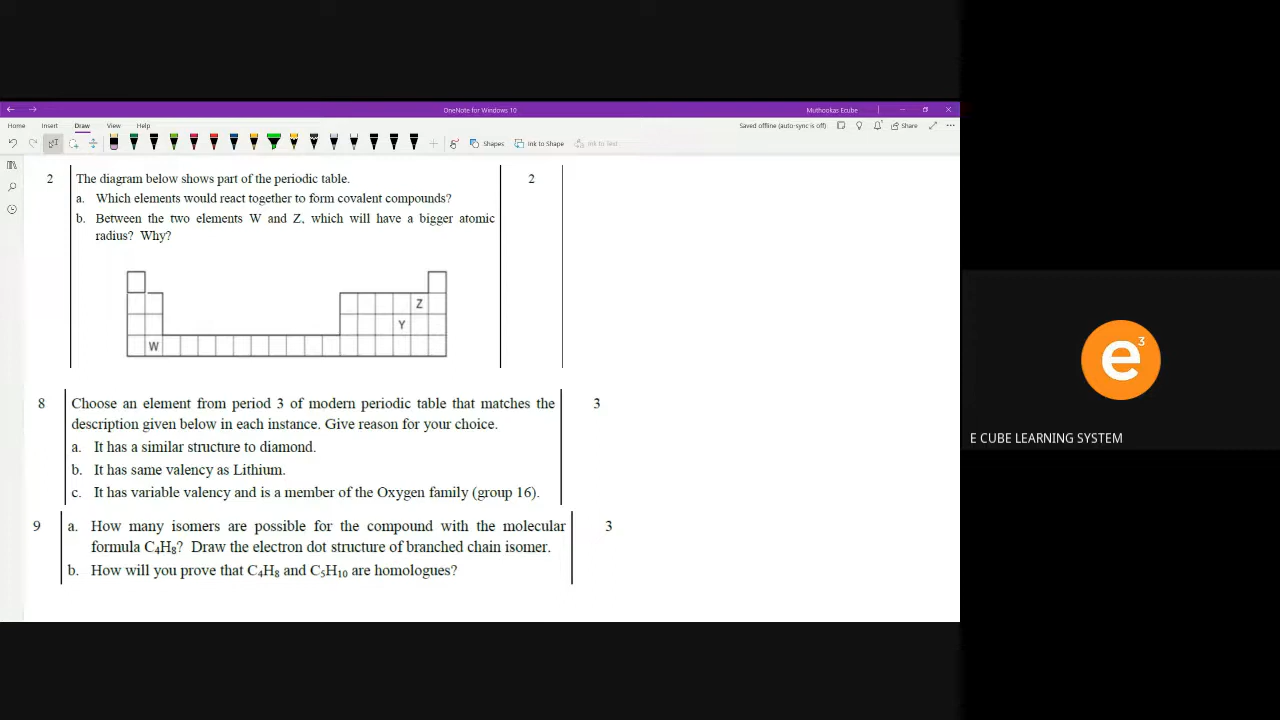 OneNote for Windows 10
Muthookas Ecube
Home Insert Draw View Help
Saved offline (auto-sync is off)
Share
Shapes
Ink to Shape
Ink to Text
2 The diagram below shows part of the periodic table. 2
a. Which elements would react together to form covalent compounds?
b. Between the two elements W and Z, which will have a bigger atomic
radius? Why?
Z
Y
W
8 Choose an element from period 3 of modern periodic table that matches the 3
description given below in each instance. Give reason for your choice.
a. It has a similar structure to diamond.
b. It has same valency as Lithium.
c. It has variable valency and is a member of the Oxygen family (group 16).
9 a. How many isomers are possible for the compound with the molecular 3
formula C₄H₈? Draw the electron dot structure of branched chain isomer.
b. How will you prove that C₄H₈ and C₅H₁₀ are homologues?
e³
E CUBE LEARNING SYSTEM